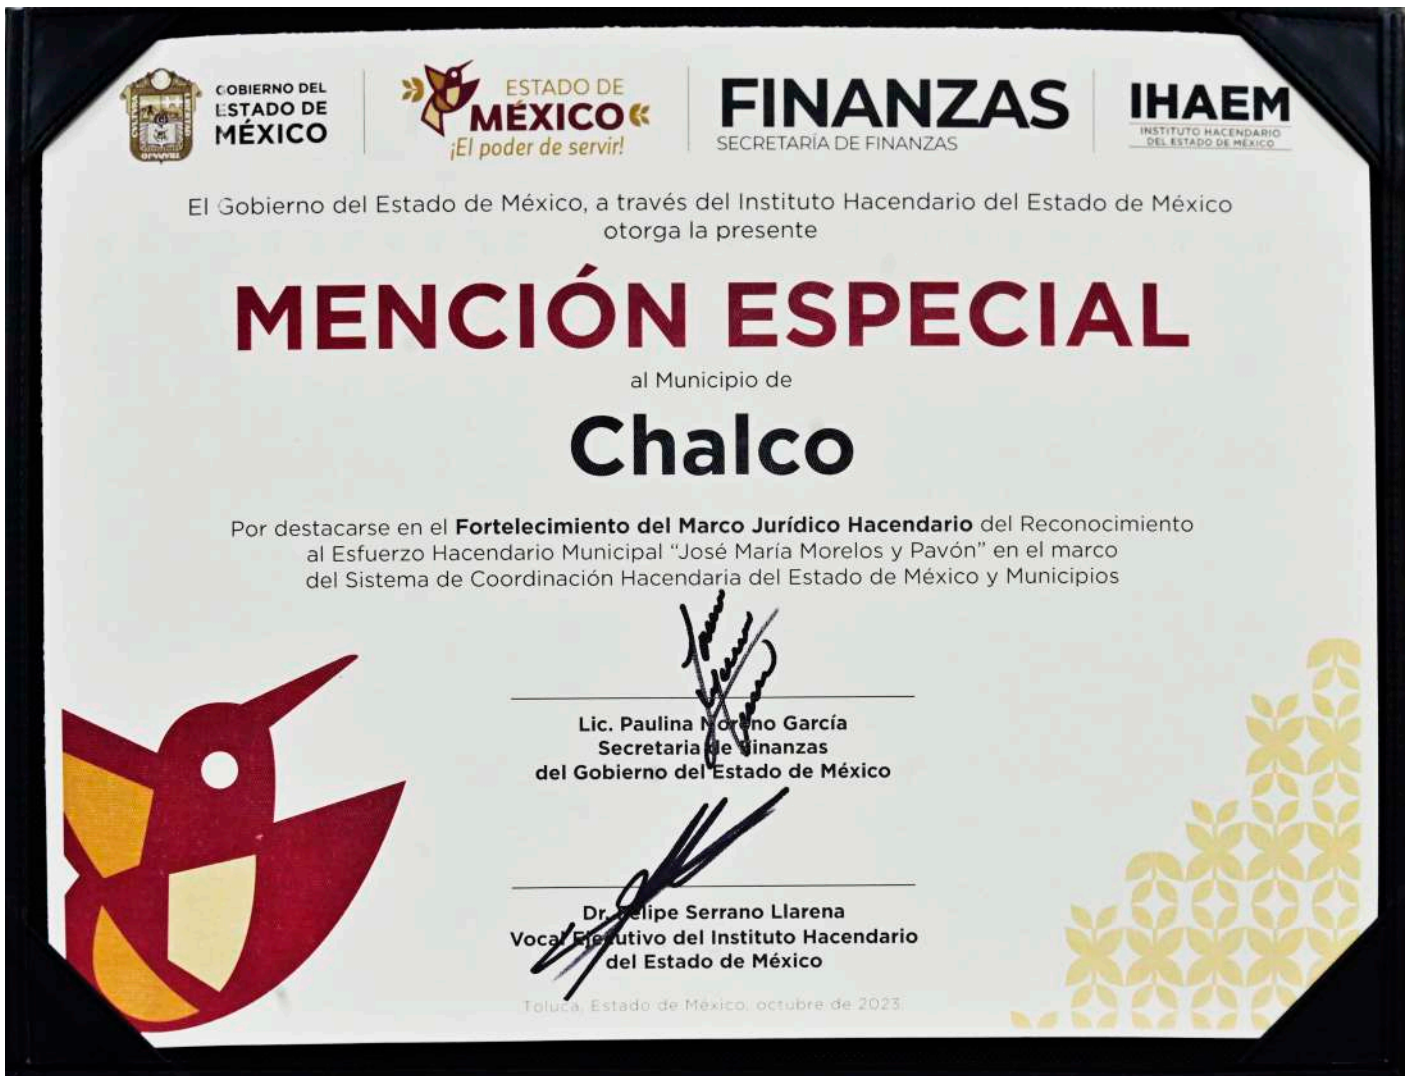 GOBIERNO DEL
ESTADO DE
MÉXICO
ESTADO DE
MÉXICO
¡El poder de servir!
FINANZAS
SECRETARÍA DE FINANZAS
IHAEM
INSTITUTO HACENDARIO
DEL ESTADO DE MÉXICO
El Gobierno del Estado de México, a través del Instituto Hacendario del Estado de México
otorga la presente
MENCIÓN ESPECIAL
al Municipio de
Chalco
Por destacarse en el Fortelecimiento del Marco Jurídico Hacendario del Reconocimiento
al Esfuerzo Hacendario Municipal “José María Morelos y Pavón” en el marco
del Sistema de Coordinación Hacendaria del Estado de México y Municipios
Lic. Paulina Moreno García
Secretaria de Finanzas
del Gobierno del Estado de México
Dr. Felipe Serrano Llarena
Vocal Ejecutivo del Instituto Hacendario
del Estado de México
Toluca, Estado de México, octubre de 2023.